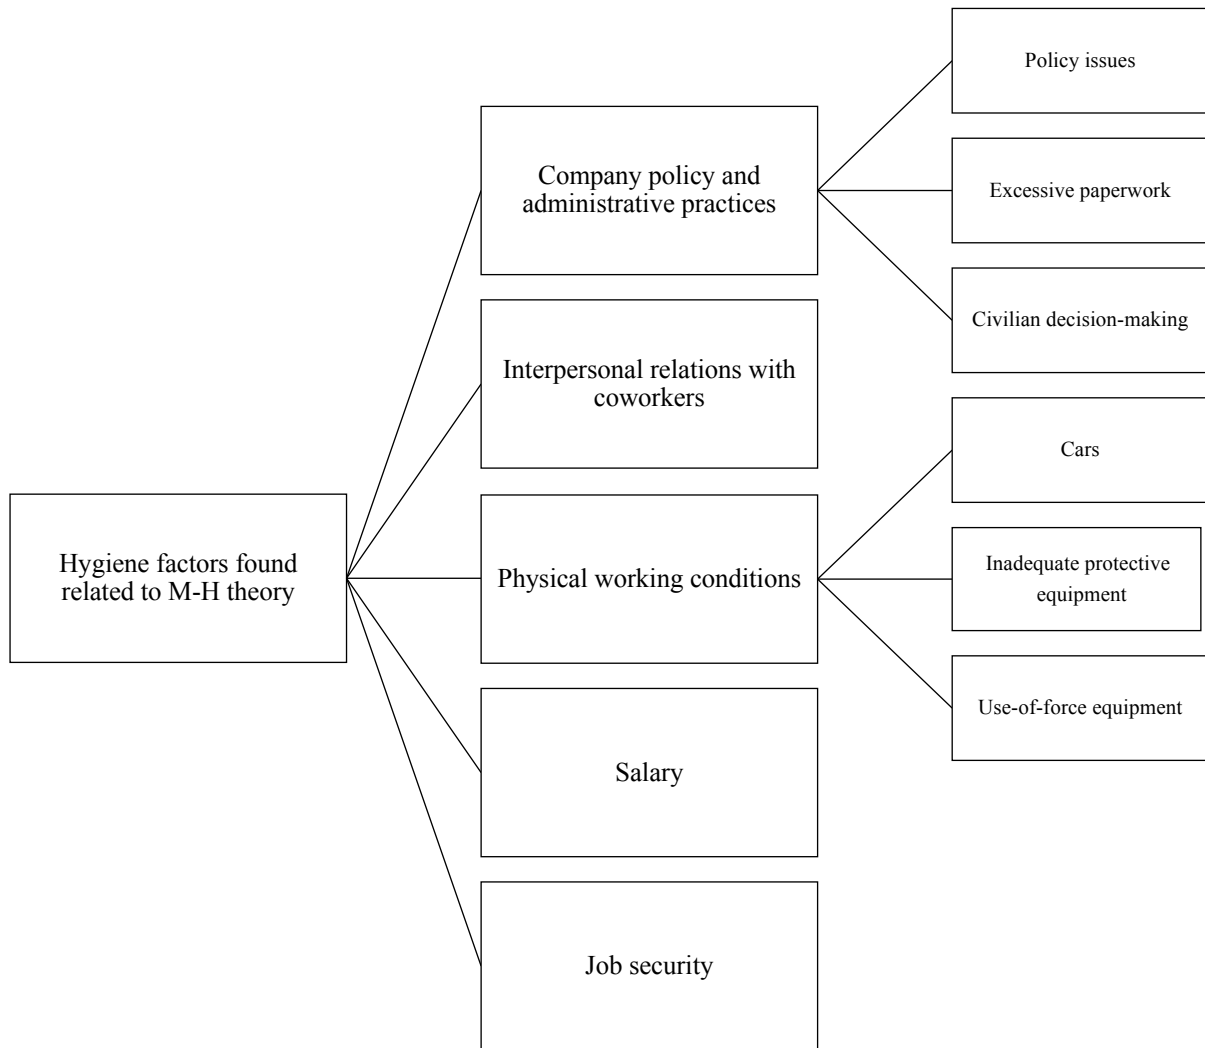 Hygiene factors found
related to M-H theory
Company policy and
administrative practices
Policy issues
Excessive paperwork
Civilian decision-making
Interpersonal relations with
coworkers
Physical working conditions
Cars
Inadequate protective
equipment
Use-of-force equipment
Salary
Job security